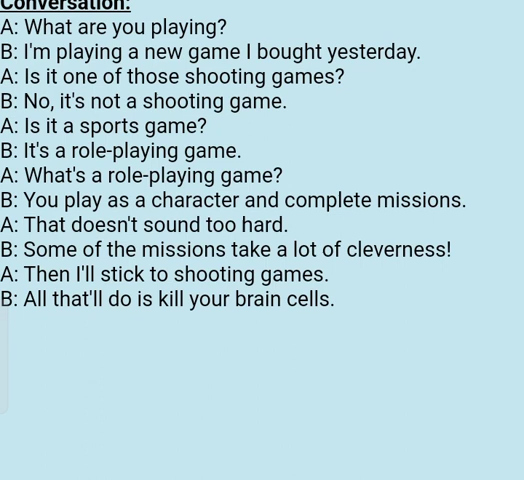 Conversation:
A: What are you playing?
B: I'm playing a new game I bought yesterday.
A: Is it one of those shooting games?
B: No, it's not a shooting game.
A: Is it a sports game?
B: It's a role-playing game.
A: What's a role-playing game?
B: You play as a character and complete missions.
A: That doesn't sound too hard.
B: Some of the missions take a lot of cleverness!
A: Then I'll stick to shooting games.
B: All that'll do is kill your brain cells.